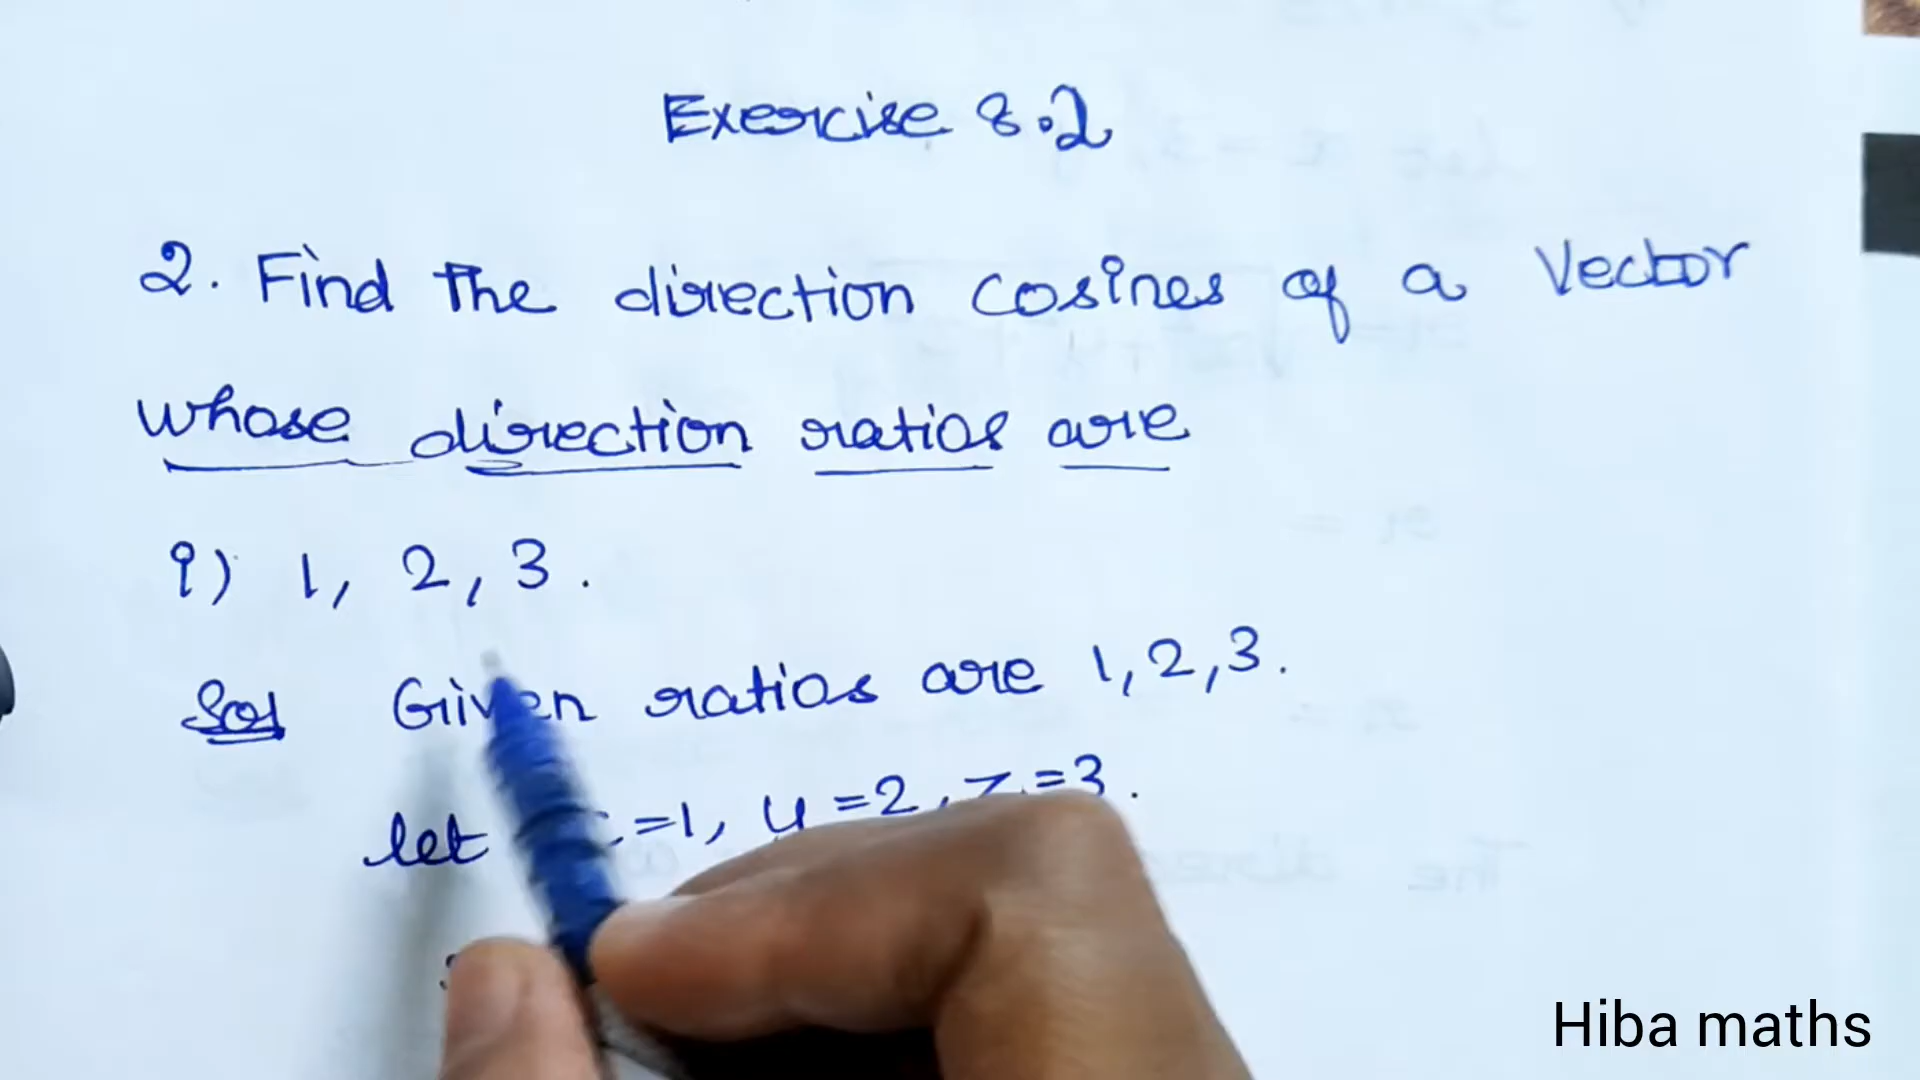 Exercise 8.2
2. Find the direction cosines of a vector
whose direction ratios are
i) 1, 2, 3.
Sol Given ratios are 1, 2, 3.
let =1, y =2, z =3.
Hiba maths